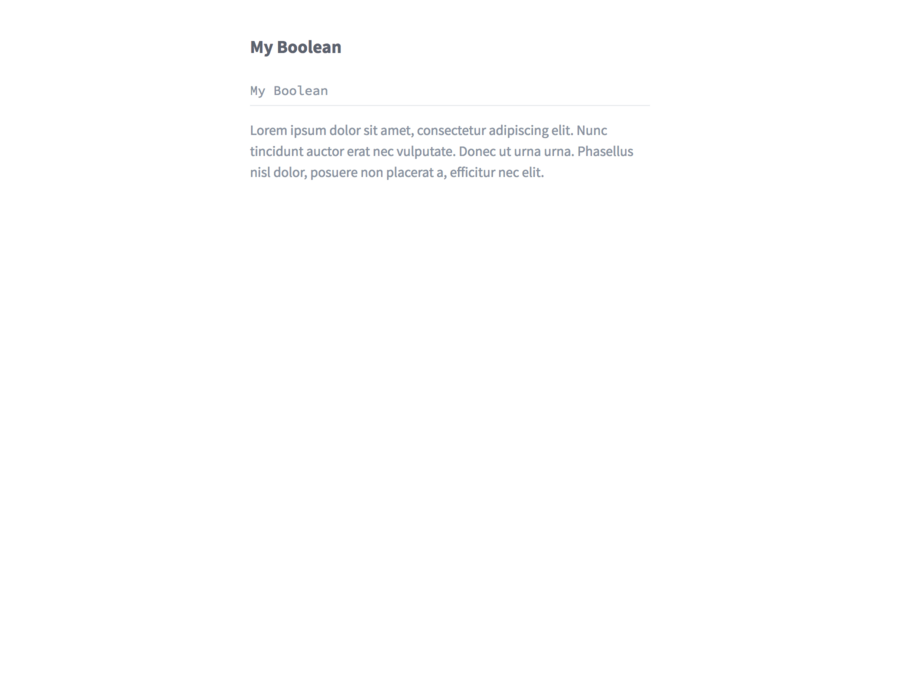 My Boolean
My Boolean
Lorem ipsum dolor sit amet, consectetur adipiscing elit. Nunc
tincidunt auctor erat nec vulputate. Donec ut urna urna. Phasellus
nisl dolor, posuere non placerat a, efficitur nec elit.